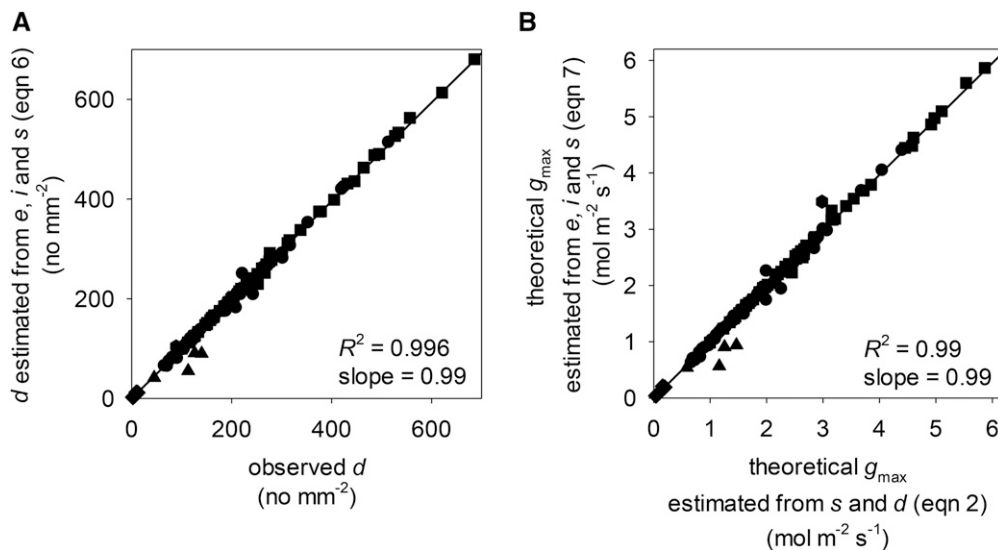 A
d estimated from e, i and s (eqn 6)
(no mm⁻²)
600
400
200
0
R² = 0.996
slope = 0.99
0 200 400 600
observed d
(no mm⁻²)
B
theoretical gmax
estimated from e, i and s (eqn 7)
(mol m⁻² s⁻¹)
6
5
4
3
2
1
0
R² = 0.99
slope = 0.99
0 1 2 3 4 5 6
theoretical gmax
estimated from s and d (eqn 2)
(mol m⁻² s⁻¹)